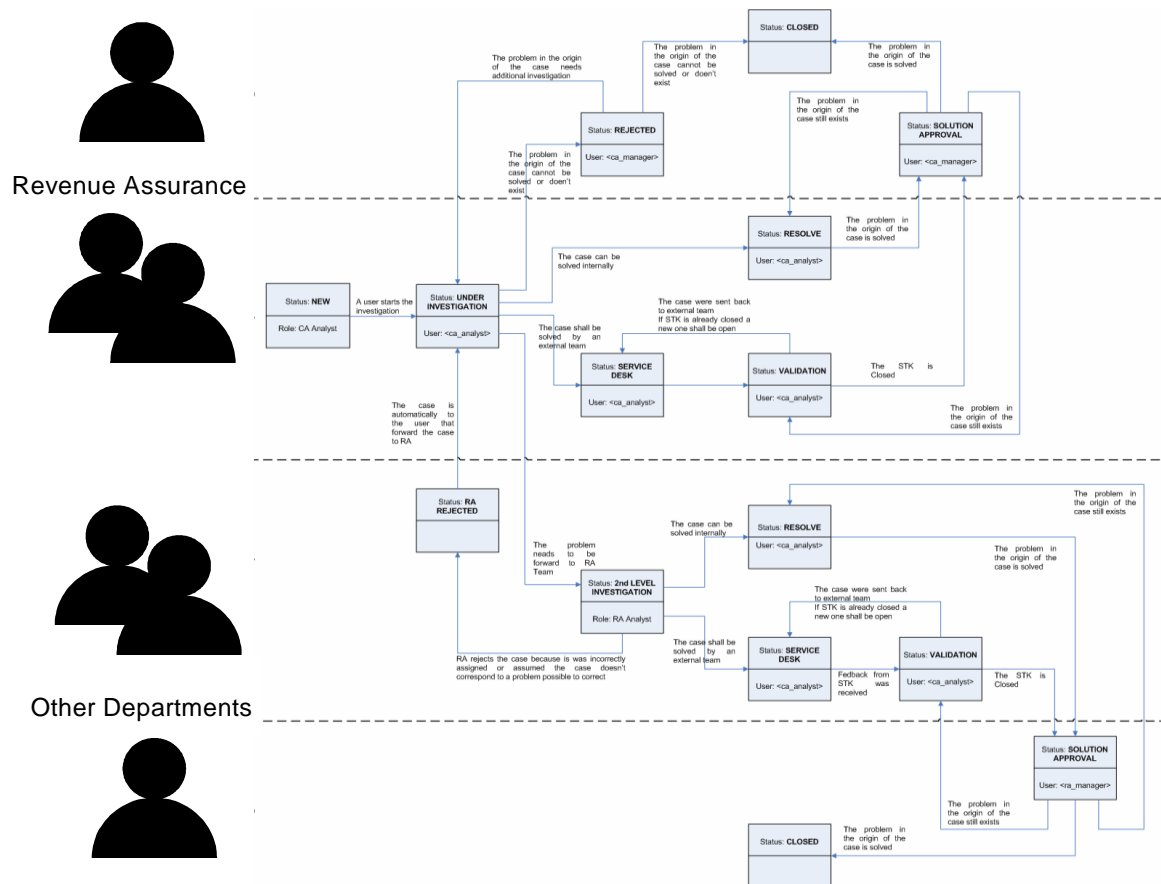 Status: CLOSED
The problem in the origin
of the case needs
additional investigation
The problem in
the origin of the
case cannot be
solved or doen't
exist
The problem in
the origin of the
case is solved
The problem in
the origin of the
case still exists
Status: REJECTED
User: <ca_manager>
Status: SOLUTION
APPROVAL
User: <ca_manager>
The problem in
the origin of the
case cannot be
solved or doen't
exist
Revenue Assurance
Status: RESOLVE
User: <ca_analyst>
The problem in
the origin of the
case is solved
The case can be
solved internally
Status: NEW
Role: CA Analyst
A user starts the
investigation
Status: UNDER
INVESTIGATION
User: <ca_analyst>
The case were sent back
to external team
If STK is already closed a
new one shall be open
The case shall be
solved by an
external team
Status: SERVICE
DESK
User: <ca_analyst>
Status: VALIDATION
User: <ca_analyst>
The STK is
Closed
The problem in
the origin of the
case still exists
The case is
automatically to
the user that
forward the case
to RA
Status: RA
REJECTED
The problem in
the origin of the
case still exists
Status: RESOLVE
User: <ca_analyst>
The case can be
solved internally
The problem
needs to be
forward to RA
Team
The problem in
the origin of the
case is solved
Status: 2nd LEVEL
INVESTIGATION
Role: RA Analyst
The case were sent back
to external team
If STK is already closed a
new one shall be open
RA rejects the case because is was incorrectly
assigned or assumed the case doesn't
correspond to a problem possible to correct
The case shall be
solved by an
external team
Status: SERVICE
DESK
User: <ca_analyst>
Fedback from
STK was
received
Status: VALIDATION
User: <ca_analyst>
The STK is
Closed
Other Departments
Status: SOLUTION
APPROVAL
User: <ra_manager>
The problem in
the origin of the
case still exists
The problem in
the origin of the
case is solved
Status: CLOSED